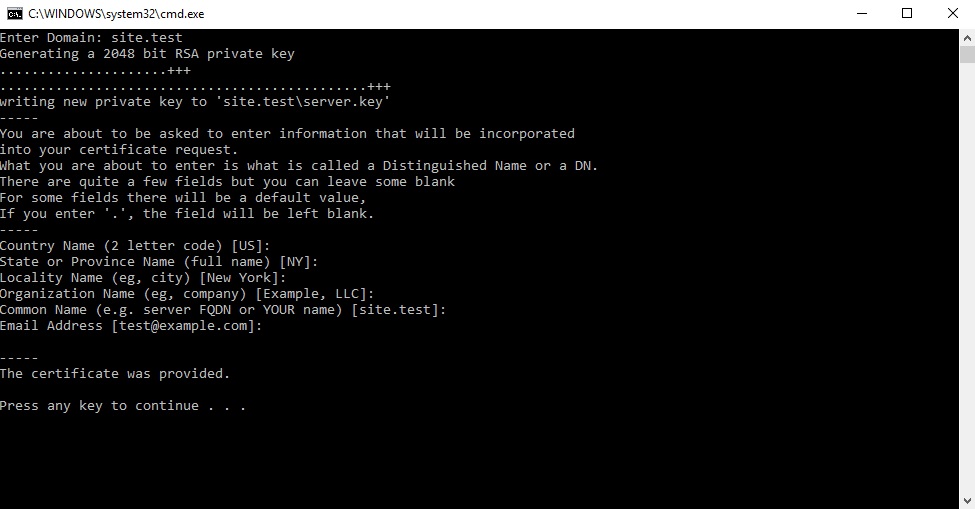 C:\WINDOWS\system32\cmd.exe
Enter Domain: site.test
Generating a 2048 bit RSA private key
.....................+++
..............................................+++
writing new private key to 'site.test\server.key'
-----
You are about to be asked to enter information that will be incorporated
into your certificate request.
What you are about to enter is what is called a Distinguished Name or a DN.
There are quite a few fields but you can leave some blank
For some fields there will be a default value,
If you enter '.', the field will be left blank.
-----
Country Name (2 letter code) [US]:
State or Province Name (full name) [NY]:
Locality Name (eg, city) [New York]:
Organization Name (eg, company) [Example, LLC]:
Common Name (e.g. server FQDN or YOUR name) [site.test]:
Email Address [test@example.com]:
-----
The certificate was provided.
Press any key to continue . . .